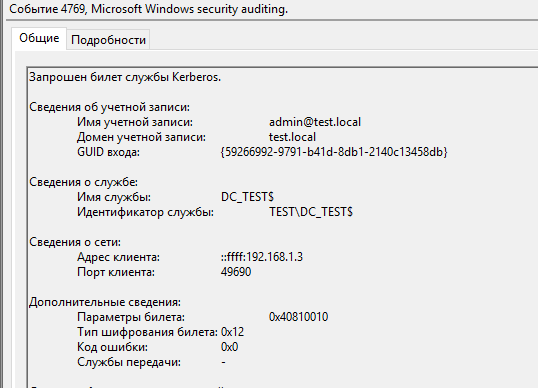 Событие 4769, Microsoft Windows security auditing.
Общие Подробности
Запрошен билет службы Kerberos.
Сведения об учетной записи:
Имя учетной записи: admin@test.local
Домен учетной записи: test.local
GUID входа: {59266992-9791-b41d-8db1-2140c13458db}
Сведения о службе:
Имя службы: DC_TEST$
Идентификатор службы: TEST\DC_TEST$
Сведения о сети:
Адрес клиента: ::ffff:192.168.1.3
Порт клиента: 49690
Дополнительные сведения:
Параметры билета: 0x40810010
Тип шифрования билета: 0x12
Код ошибки: 0x0
Службы передачи: -